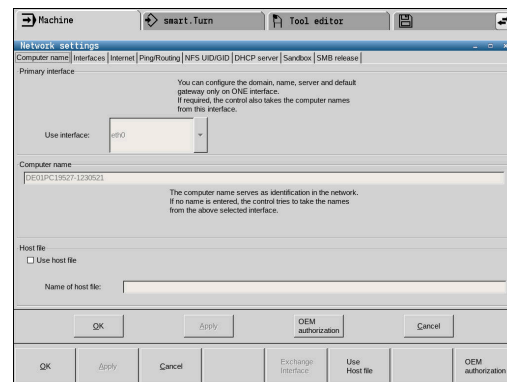 Machine smart.Turn Tool editor
Network settings
Computer name Interfaces Internet Ping/Routing NFS UID/GID DHCP server Sandbox SMB release
Primary interface
You can configure the domain, name, server and default
gateway only on ONE interface.
If required, the control also takes the computer names
from this interface.
Use interface: eth0
Computer name
DE01PC19527-1230521
The computer name serves as identification in the network.
If no name is entered, the control tries to take the names
from the above selected interface.
Host file
Use host file
Name of host file:
OK Apply OEM authorization Cancel
OK Apply Cancel Exchange Interface Use Host file OEM authorization